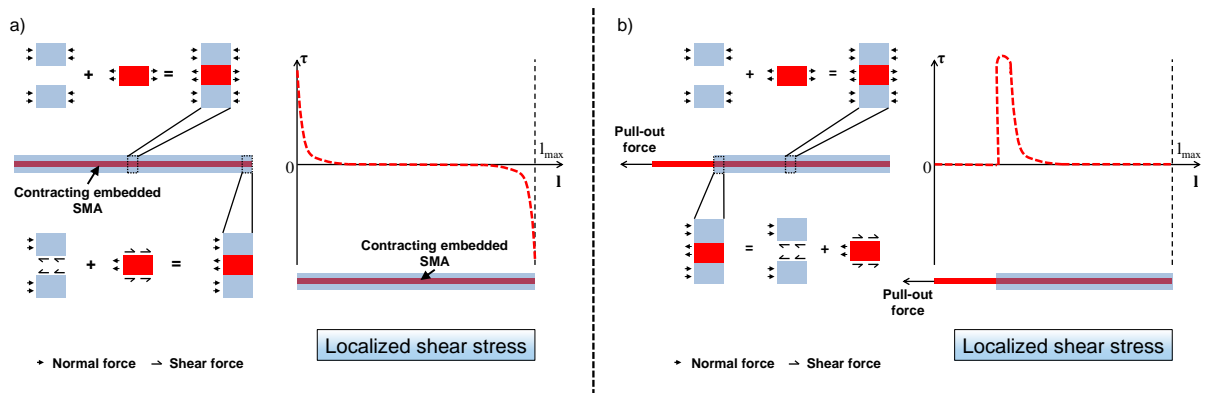 a)
+
=
τ
0
l_max
l
Contracting embedded
SMA
+
=
Contracting embedded
SMA
Localized shear stress
Normal force
Shear force
b)
+
=
τ
Pull-out
force
0
l_max
l
=
+
Pull-out
force
Localized shear stress
Normal force
Shear force